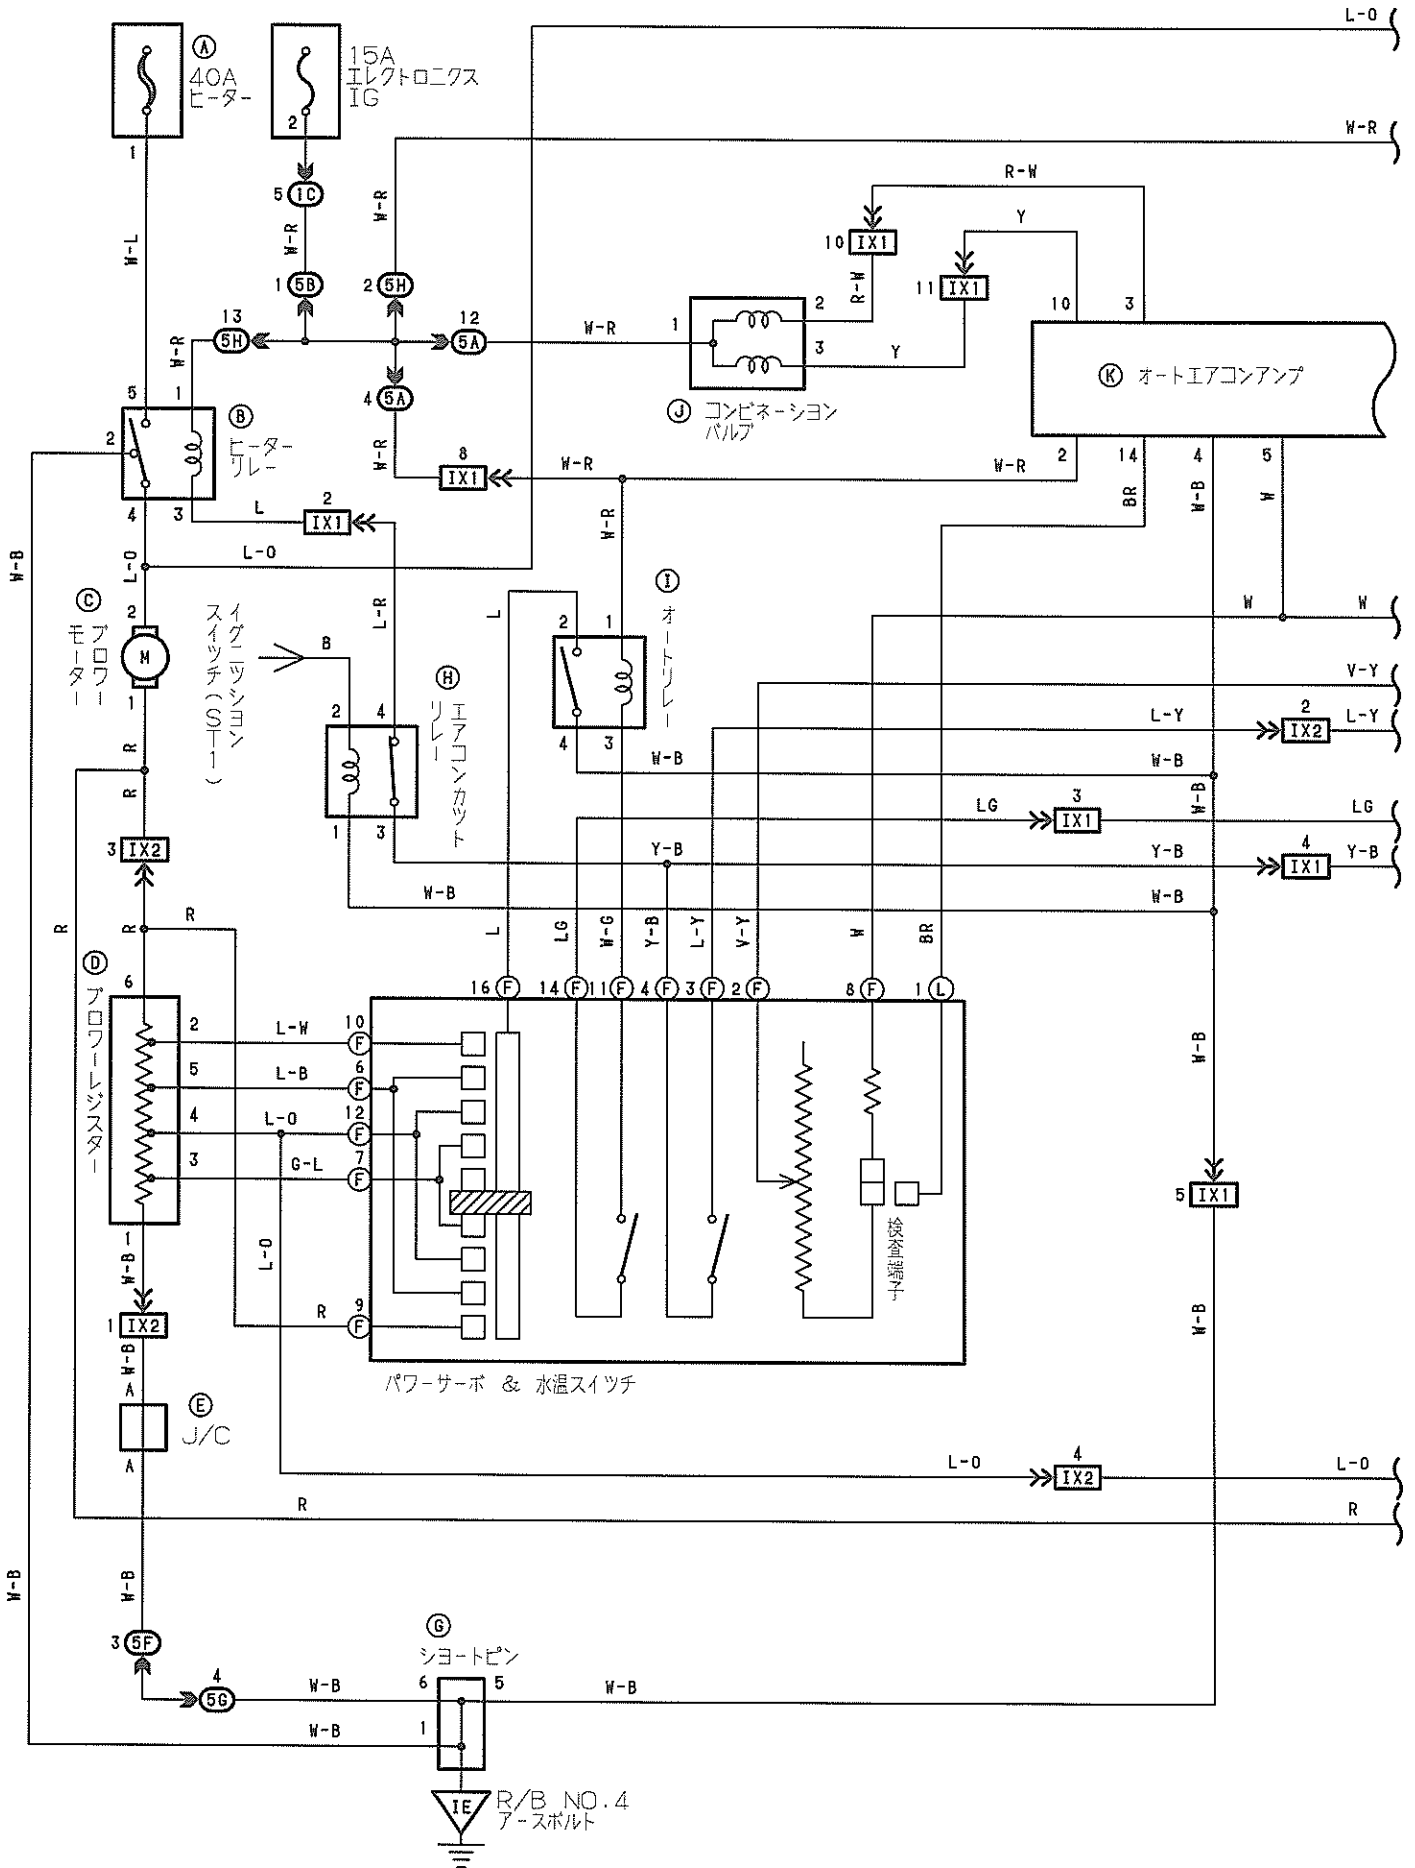 L-O
A
40A
ヒーター
15A
エレクトロニクス
IG
2
1
W-R
5 1C
R-W
Y
W-L
W-R
W-R
10 IX1
R-W
11 IX1
1 5B
2 5H
2
1
3
10
3
13
5H
12
5A
W-R
Y
W-R
K オートエアコンアンプ
4 5A
J コンビネーション
バルブ
5
1
2
B
ヒーター
リレー
W-R
8
IX1
W-R
W-R
2
14
4
5
4
3
L
2
IX1
W-R
BR
W-B
W
W-B
L-O
L-O
C
ブロワー
モーター
2
M
1
イグニッション
スイッチ(ST1)
B
L-R
L
I
オートリレー
2
1
4
3
W
W
V-Y
H
エアコンカット
リレー
2
4
1
3
L-Y
2
IX2
L-Y
R
R
W-B
W-B
W-B
LG
3
IX1
LG
3 IX2
Y-B
Y-B
4
IX1
Y-B
W-B
W-B
R
R
R
L
LG
W-G
Y-B
L-Y
V-Y
W
BR
D
ブロワーレジスター
6
16 F
14 F
11 F
4 F
3 F
2 F
8 F
1 L
2
L-W
10
F
5
L-B
6
F
4
L-O
12
F
3
G-L
7
F
W-B
5 IX1
検査端子
1
W-B
L-O
R
9
F
W-B
1 IX2
W-B
A
パワーサーボ & 水温スイッチ
E
J/C
A
L-O
4
IX2
L-O
R
R
W-B
W-B
G
ショートピン
3 5F
4
5G
W-B
6
5
W-B
W-B
1
IE
R/B NO.4
アースボルト